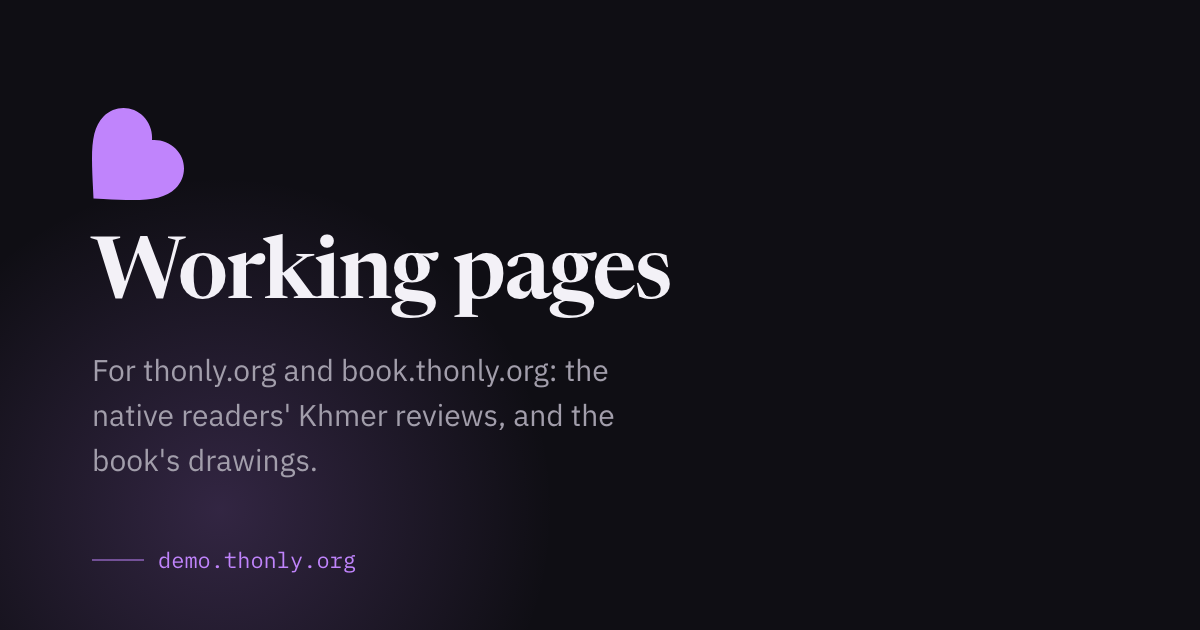 Working pages
For thonly.org and book.thonly.org: the
native readers' Khmer reviews, and the
book's drawings.
demo.thonly.org